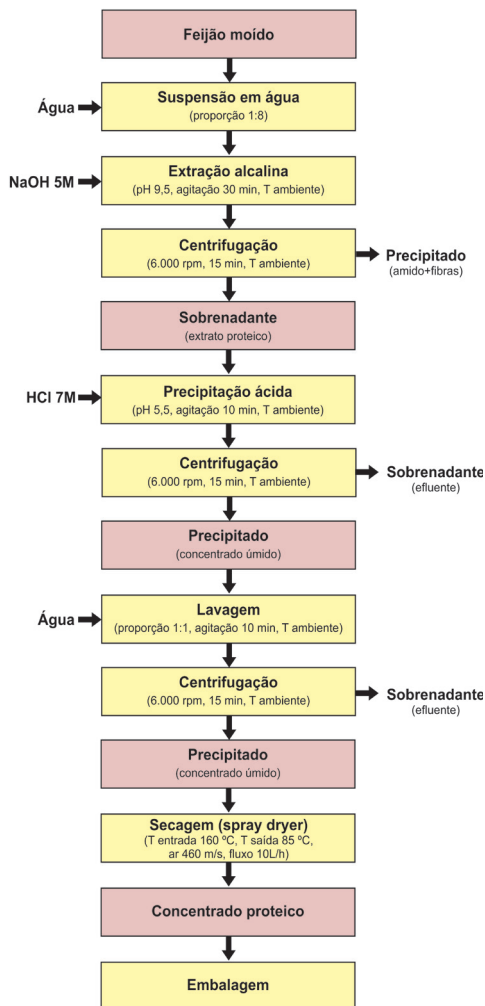 Feijão moído
Água
Suspensão em água
(proporção 1:8)
NaOH 5M
Extração alcalina
(pH 9,5, agitação 30 min, T ambiente)
Centrifugação
(6.000 rpm, 15 min, T ambiente)
Precipitado
(amido+fibras)
Sobrenadante
(extrato proteico)
HCl 7M
Precipitação ácida
(pH 5,5, agitação 10 min, T ambiente)
Centrifugação
(6.000 rpm, 15 min, T ambiente)
Sobrenadante
(efluente)
Precipitado
(concentrado úmido)
Água
Lavagem
(proporção 1:1, agitação 10 min, T ambiente)
Centrifugação
(6.000 rpm, 15 min, T ambiente)
Sobrenadante
(efluente)
Precipitado
(concentrado úmido)
Secagem (spray dryer)
(T entrada 160 ºC, T saída 85 ºC,
ar 460 m/s, fluxo 10L/h)
Concentrado proteico
Embalagem